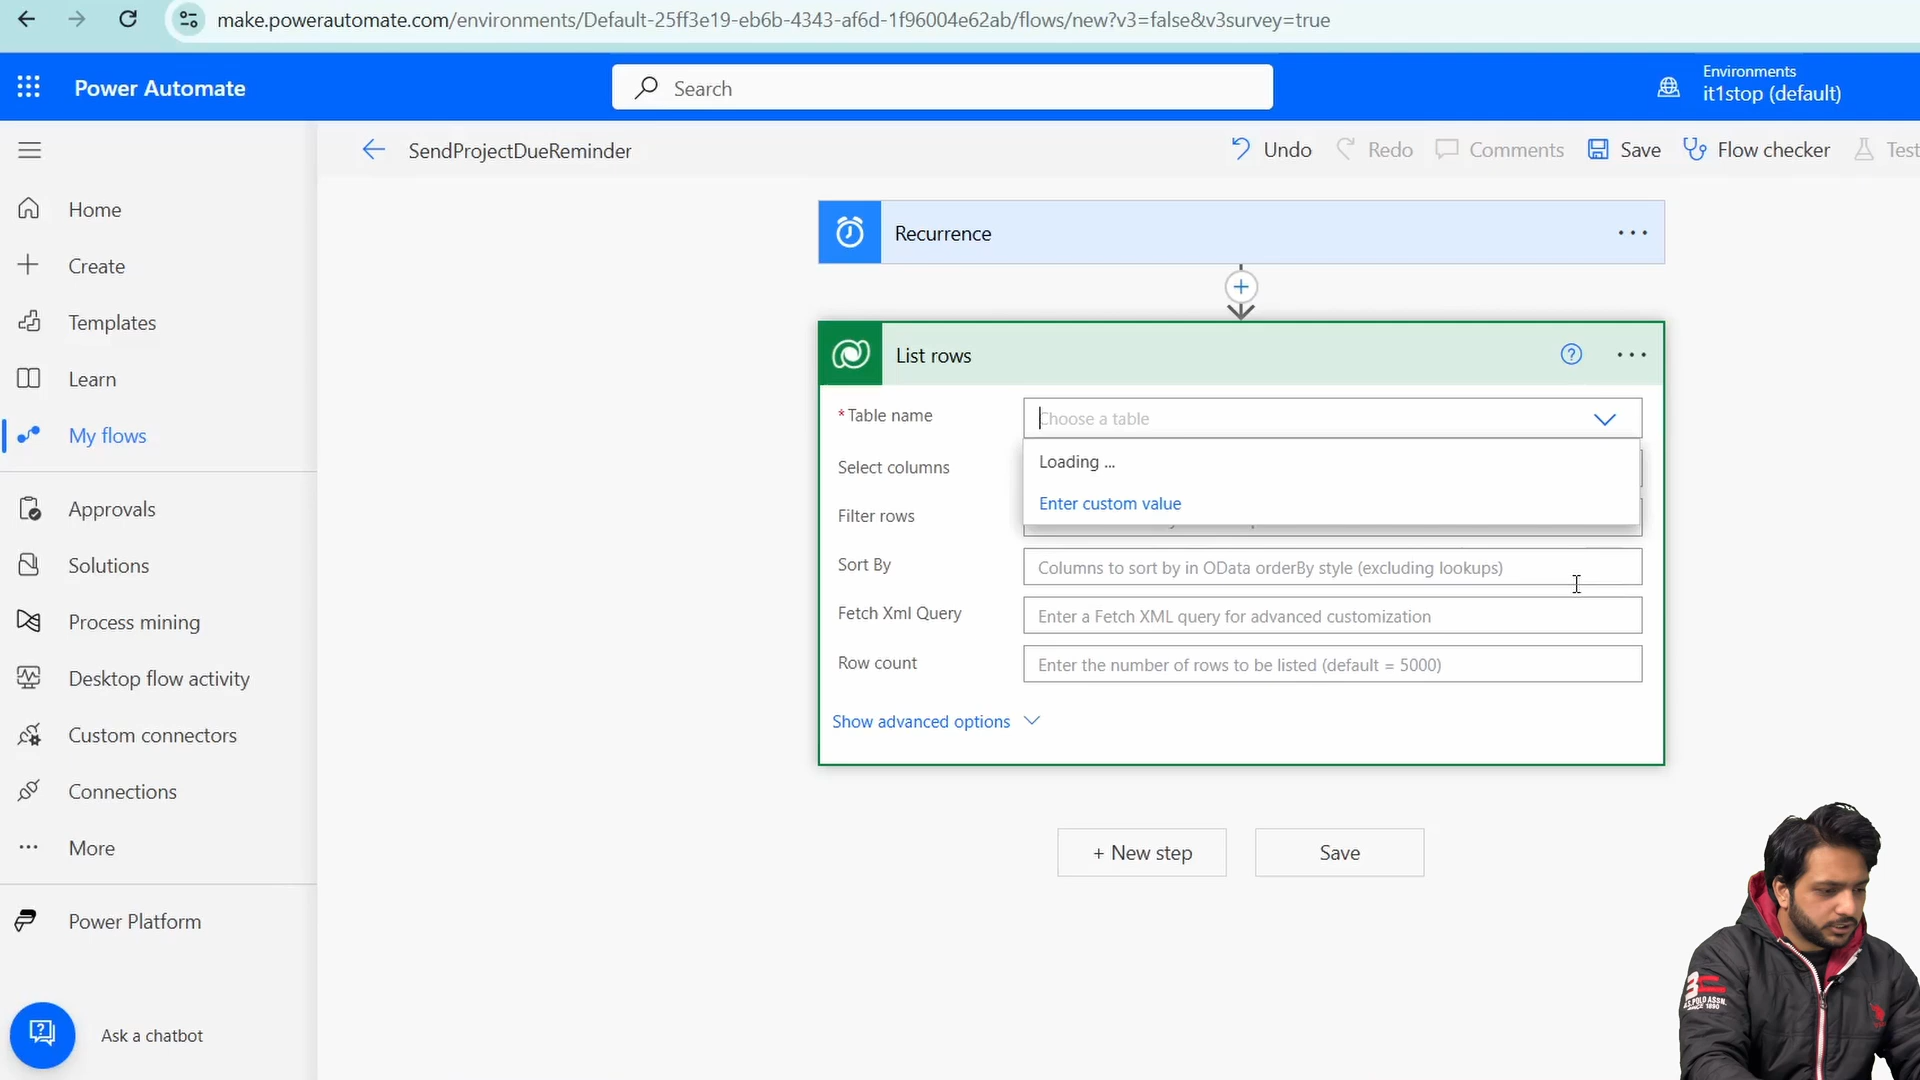 make.powerautomate.com/environments/Default-25ff3e19-eb6b-4343-af6d-1f96004e62ab/flows/new?v3=false&v3survey=true
Power Automate
Search
Environments
it1stop (default)
SendProjectDueReminder
Undo
Redo
Comments
Save
Flow checker
Test
Home
Create
Templates
Learn
My flows
Approvals
Solutions
Process mining
Desktop flow activity
Custom connectors
Connections
More
Power Platform
Ask a chatbot
Recurrence
List rows
*Table name
Choose a table
Loading ...
Enter custom value
Select columns
Filter rows
Sort By
Columns to sort by in OData orderBy style (excluding lookups)
Fetch Xml Query
Enter a Fetch XML query for advanced customization
Row count
Enter the number of rows to be listed (default = 5000)
Show advanced options
+ New step
Save
U.S. POLO ASSN.
SINCE 1890